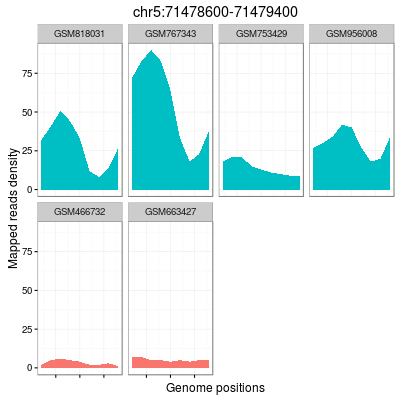 chr5:71478600-71479400
GSM818031 GSM767343 GSM753429 GSM956008
75
50
25
0
Mapped reads density
GSM466732 GSM663427
75
50
25
0
Genome positions